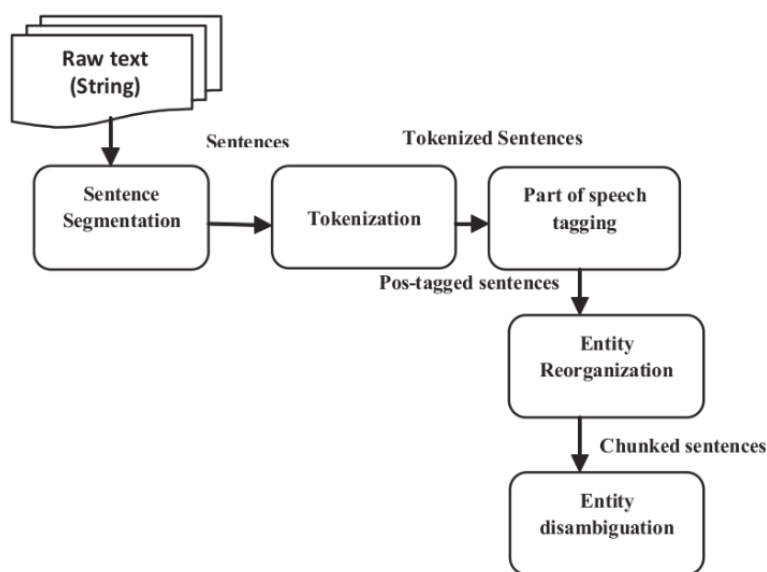 Raw text
(String)
Sentences
Tokenized Sentences
Sentence
Segmentation
Tokenization
Part of speech
tagging
Pos-tagged sentences
Entity
Reorganization
Chunked sentences
Entity
disambiguation